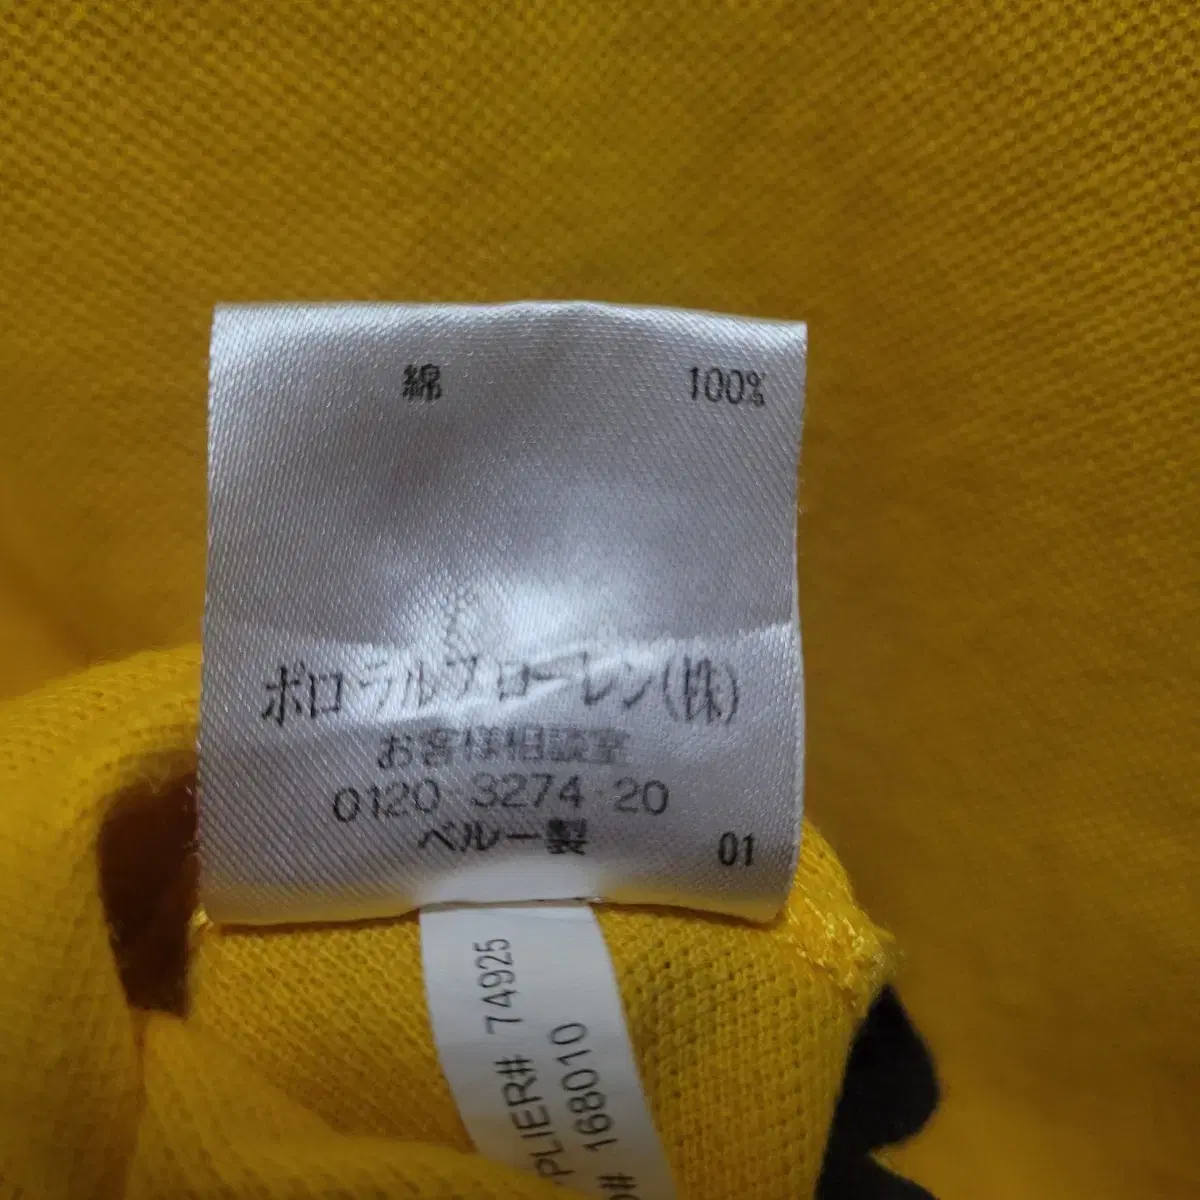 綿 100%
ポロ ラルフ ローレン(株)
お客様相談室
0120 3274 20
ペルー製 01
PLIER# 74925
# 168010